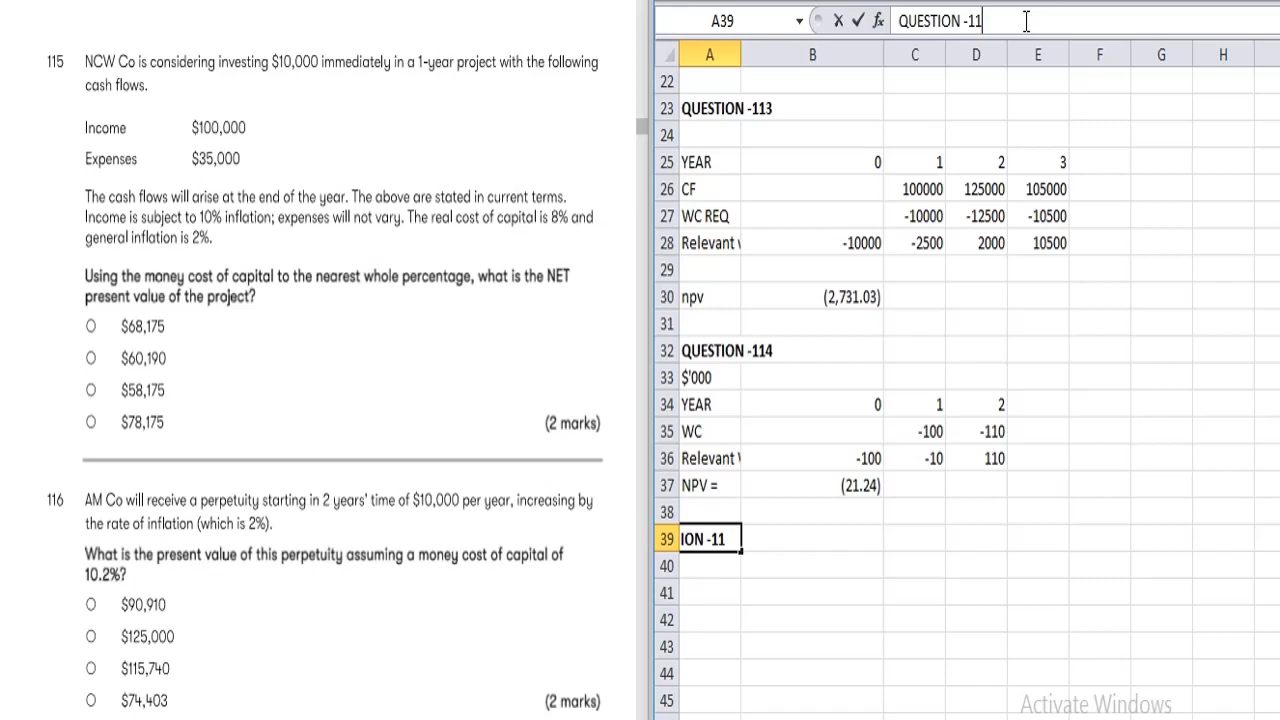 115 NCW Co is considering investing $10,000 immediately in a 1-year project with the following
cash flows.
Income $100,000
Expenses $35,000
The cash flows will arise at the end of the year. The above are stated in current terms.
Income is subject to 10% inflation; expenses will not vary. The real cost of capital is 8% and
general inflation is 2%.
Using the money cost of capital to the nearest whole percentage, what is the NET
present value of the project?
O $68,175
O $60,190
O $58,175
O $78,175 (2 marks)
116 AM Co will receive a perpetuity starting in 2 years' time of $10,000 per year, increasing by
the rate of inflation (which is 2%).
What is the present value of this perpetuity assuming a money cost of capital of
10.2%?
O $90,910
O $125,000
O $115,740
O $74,403 (2 marks)
A39 fx QUESTION -11
A B C D E F G H
22
23 QUESTION -113
24
25 YEAR 0 1 2 3
26 CF 100000 125000 105000
27 WC REQ -10000 -12500 -10500
28 Relevant -10000 -2500 2000 10500
29
30 npv (2,731.03)
31
32 QUESTION -114
33 $'000
34 YEAR 0 1 2
35 WC -100 -110
36 Relevant -100 -10 110
37 NPV = (21.24)
38
39 ION -11
40
41
42
43
44
45
Activate Windows